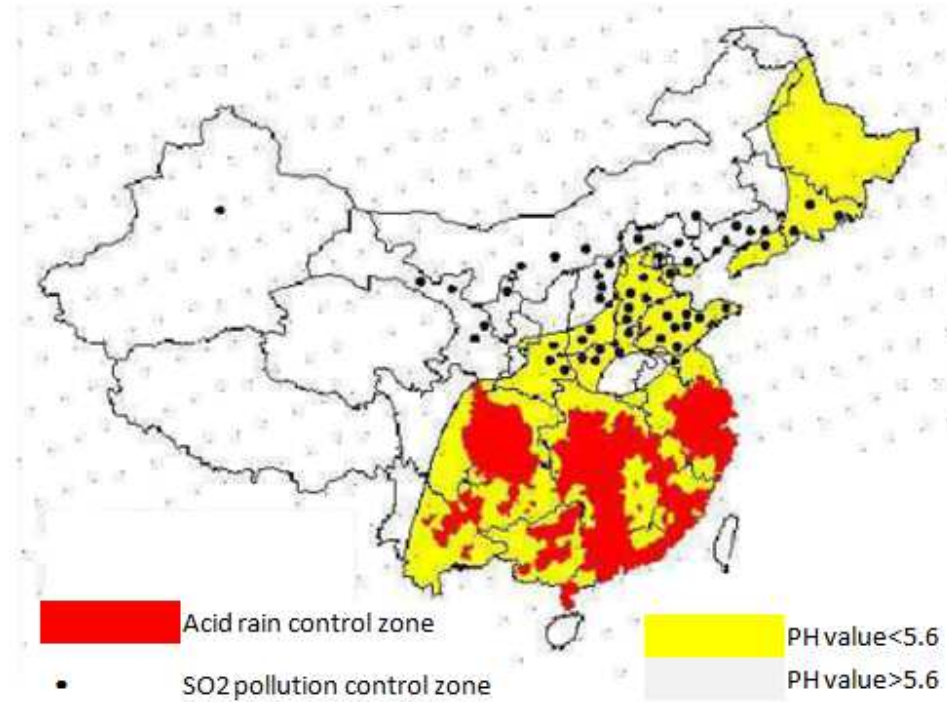 Acid rain control zone
PH value<5.6
SO2 pollution control zone
PH value>5.6